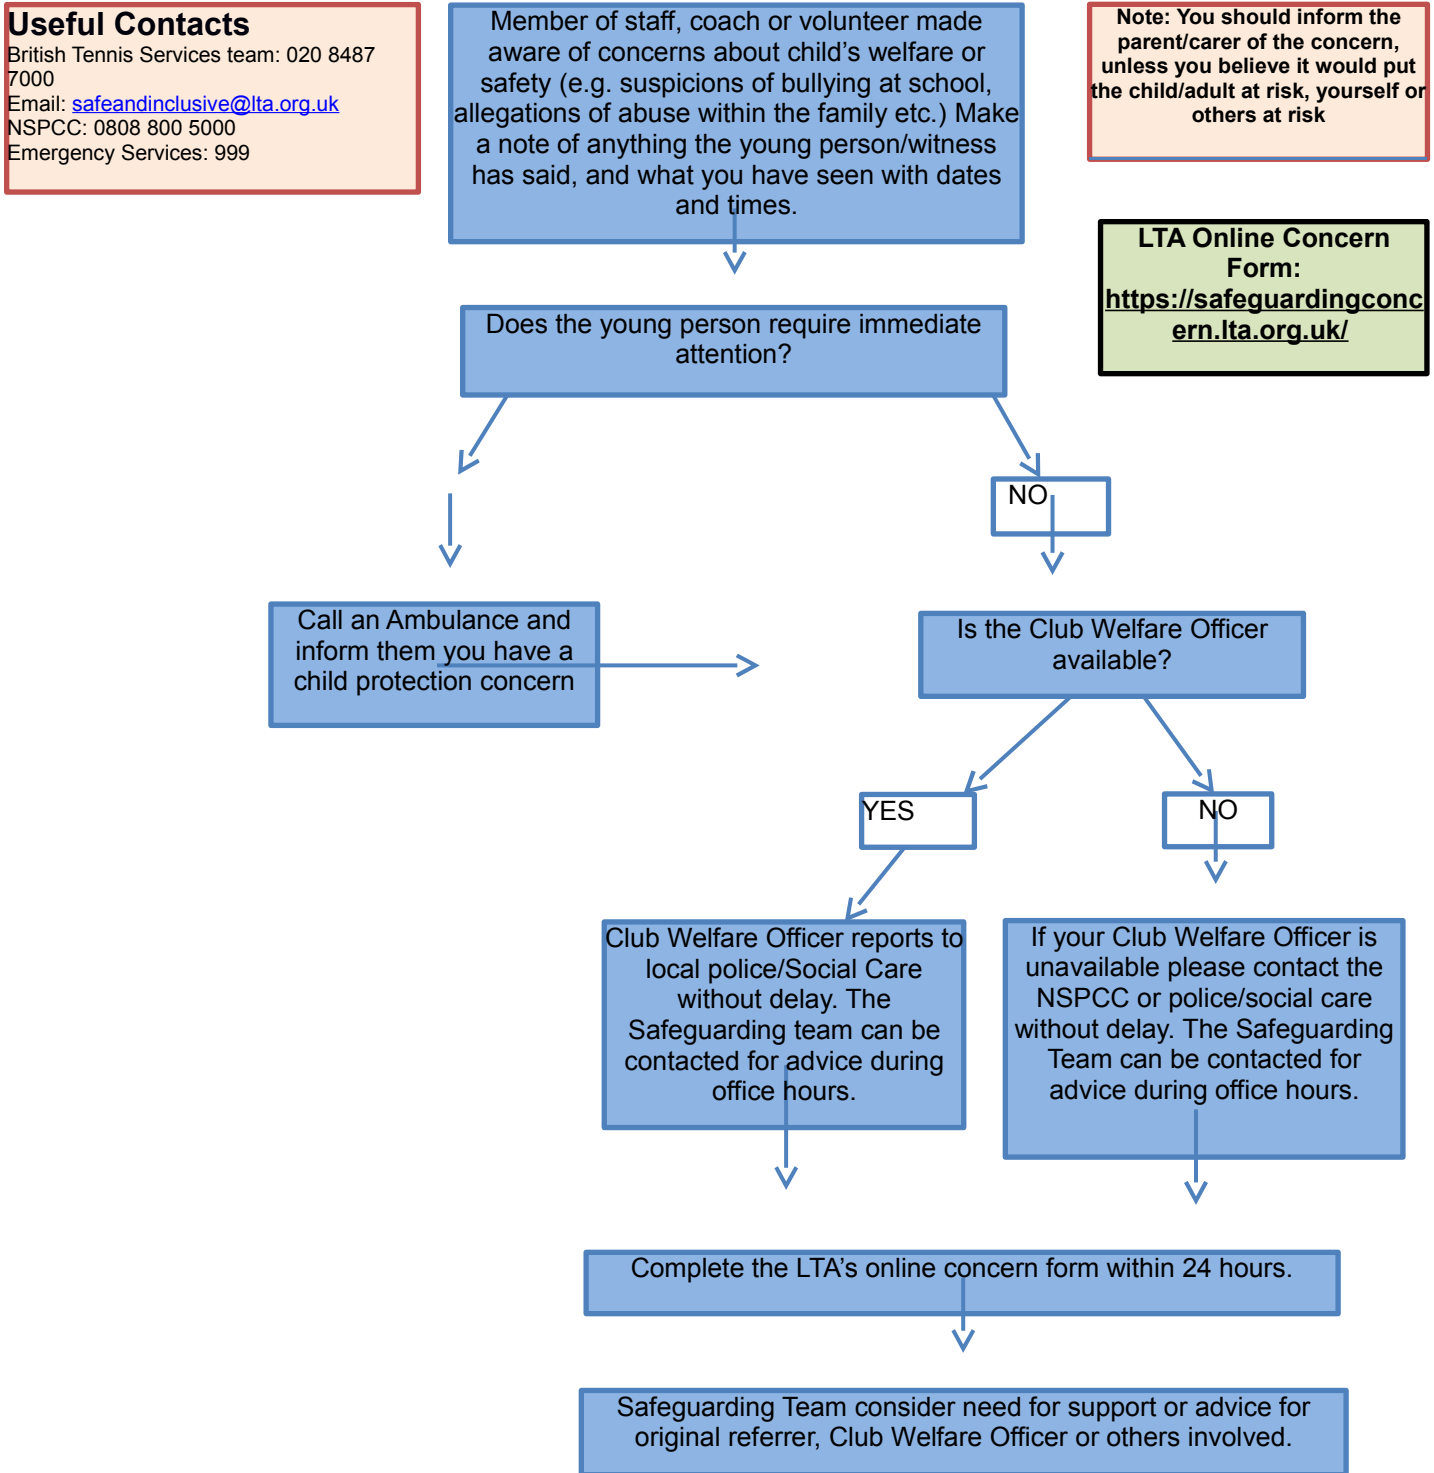 Useful Contacts
British Tennis Services team: 020 8487
7000
Email: safeandinclusive@lta.org.uk
NSPCC: 0808 800 5000
Emergency Services: 999
Member of staff, coach or volunteer made
aware of concerns about child’s welfare or
safety (e.g. suspicions of bullying at school,
allegations of abuse within the family etc.) Make
a note of anything the young person/witness
has said, and what you have seen with dates
and times.
Note: You should inform the
parent/carer of the concern,
unless you believe it would put
the child/adult at risk, yourself or
others at risk
LTA Online Concern
Form:
https://safeguardingconc
ern.lta.org.uk/
Does the young person require immediate
attention?
NO
Call an Ambulance and
inform them you have a
child protection concern
Is the Club Welfare Officer
available?
YES
NO
Club Welfare Officer reports to
local police/Social Care
without delay. The
Safeguarding team can be
contacted for advice during
office hours.
If your Club Welfare Officer is
unavailable please contact the
NSPCC or police/social care
without delay. The Safeguarding
Team can be contacted for
advice during office hours.
Complete the LTA’s online concern form within 24 hours.
Safeguarding Team consider need for support or advice for
original referrer, Club Welfare Officer or others involved.